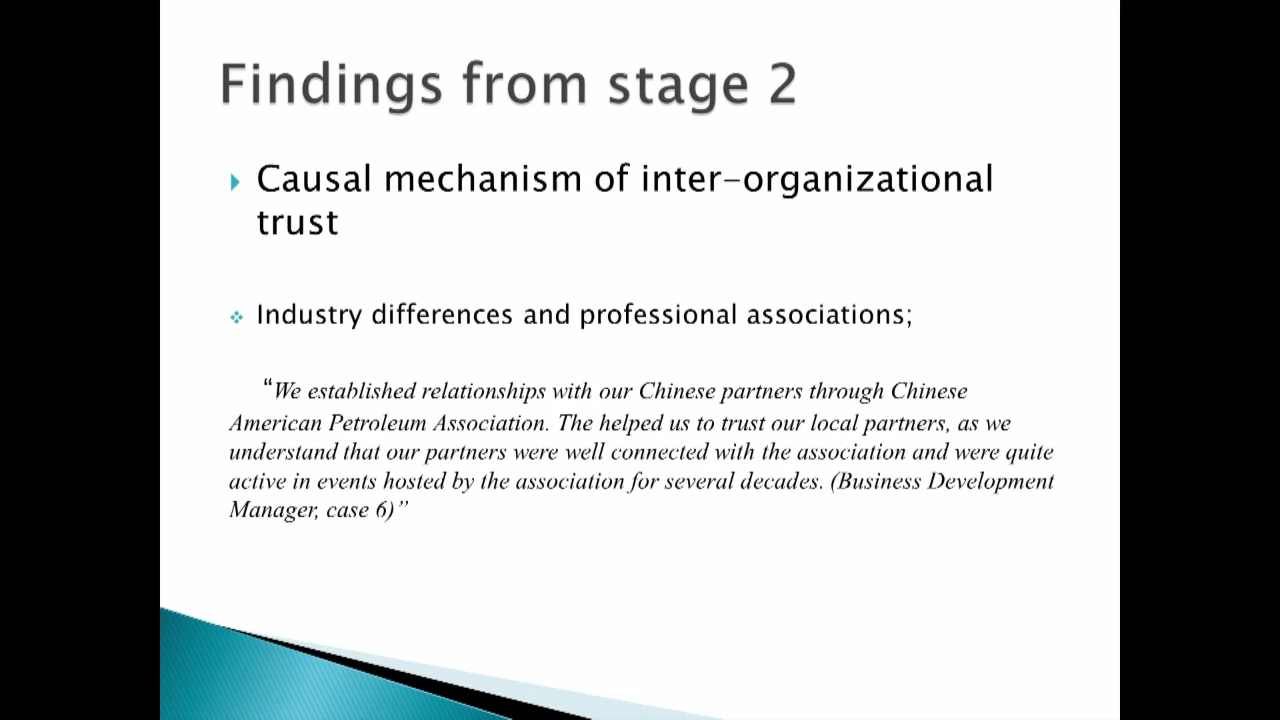 Findings from stage 2
Causal mechanism of inter-organizational
trust
Industry differences and professional associations;
“We established relationships with our Chinese partners through Chinese
American Petroleum Association. The helped us to trust our local partners, as we
understand that our partners were well connected with the association and were quite
active in events hosted by the association for several decades. (Business Development
Manager, case 6)”